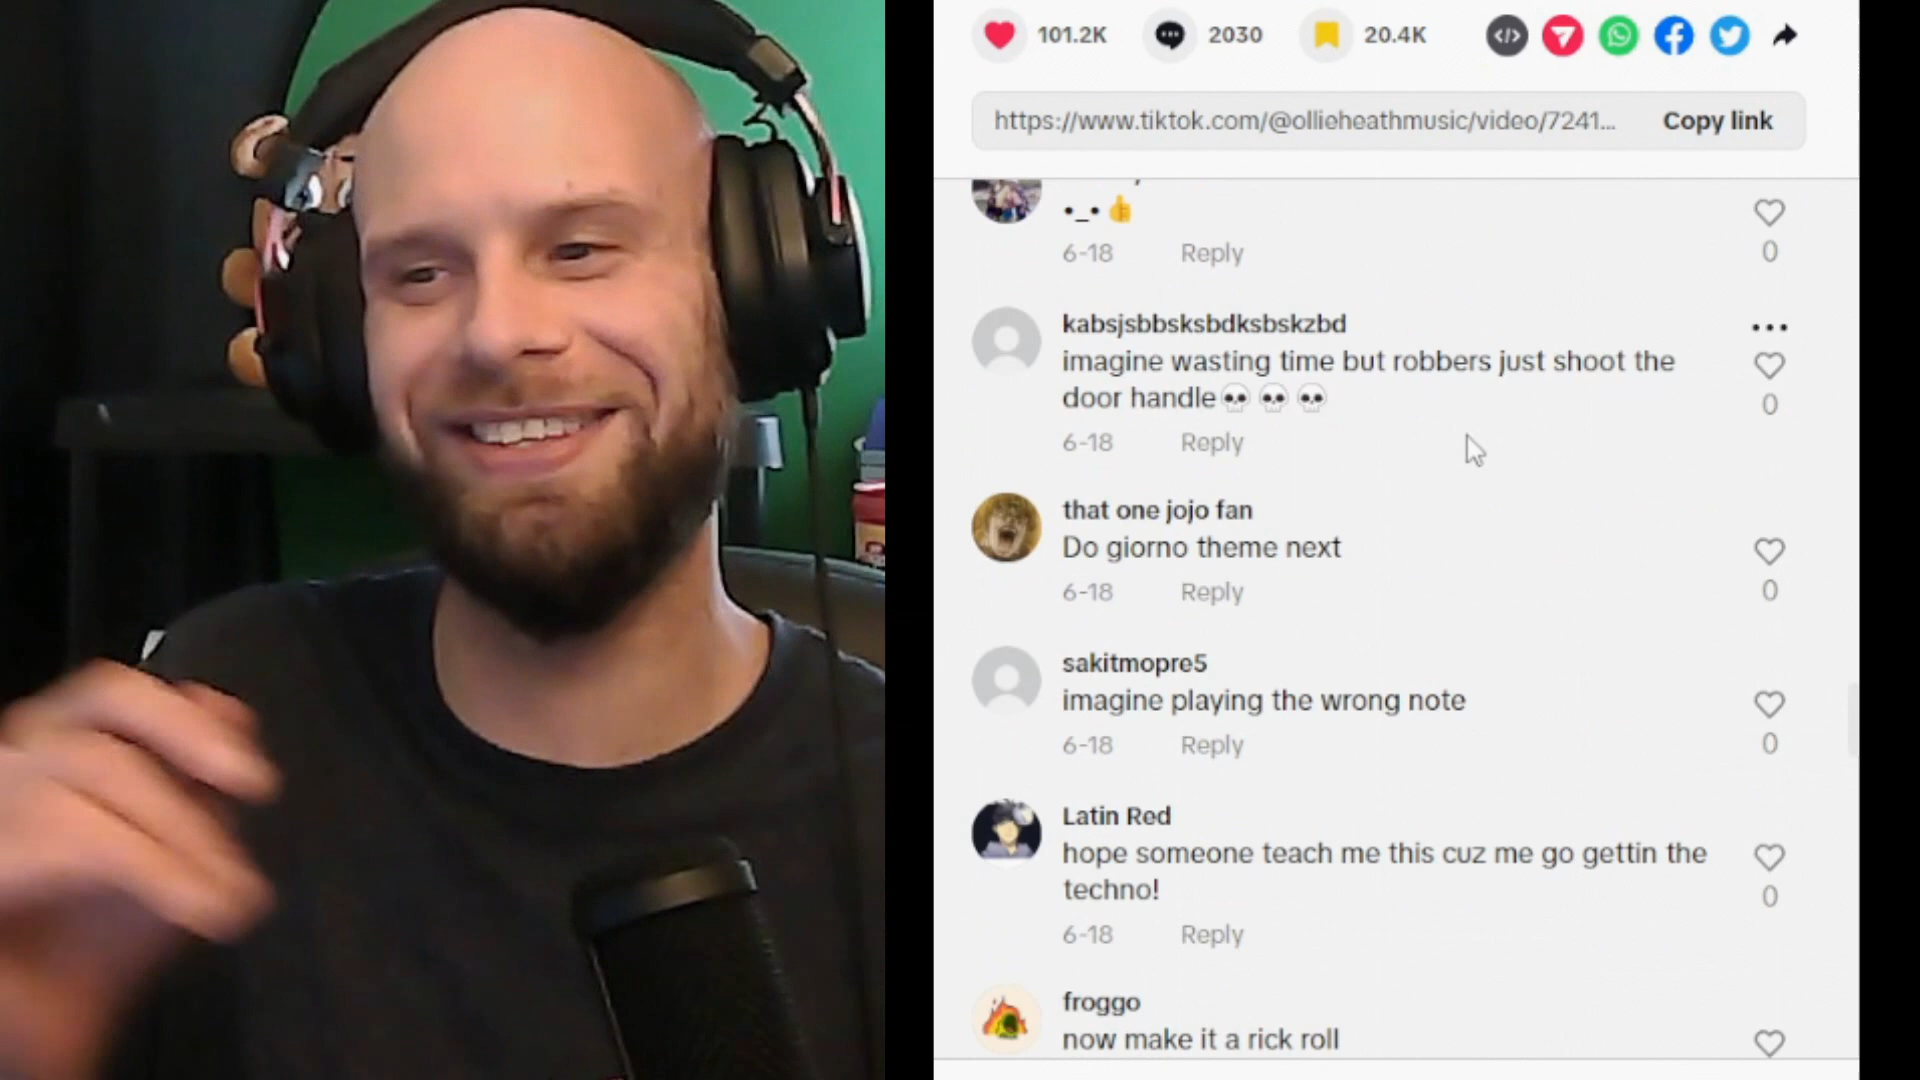 101.2K
2030
20.4K
https://www.tiktok.com/@ollieheathmusic/video/7241...
Copy link
•_•👍
6-18 Reply
0
kabsjsbbsksbdksbskzbd
imagine wasting time but robbers just shoot the
door handle💀💀💀
0
6-18 Reply
that one jojo fan
Do giorno theme next
6-18 Reply
0
sakitmopre5
imagine playing the wrong note
6-18 Reply
0
Latin Red
hope someone teach me this cuz me go gettin the
techno!
0
6-18 Reply
froggo
now make it a rick roll